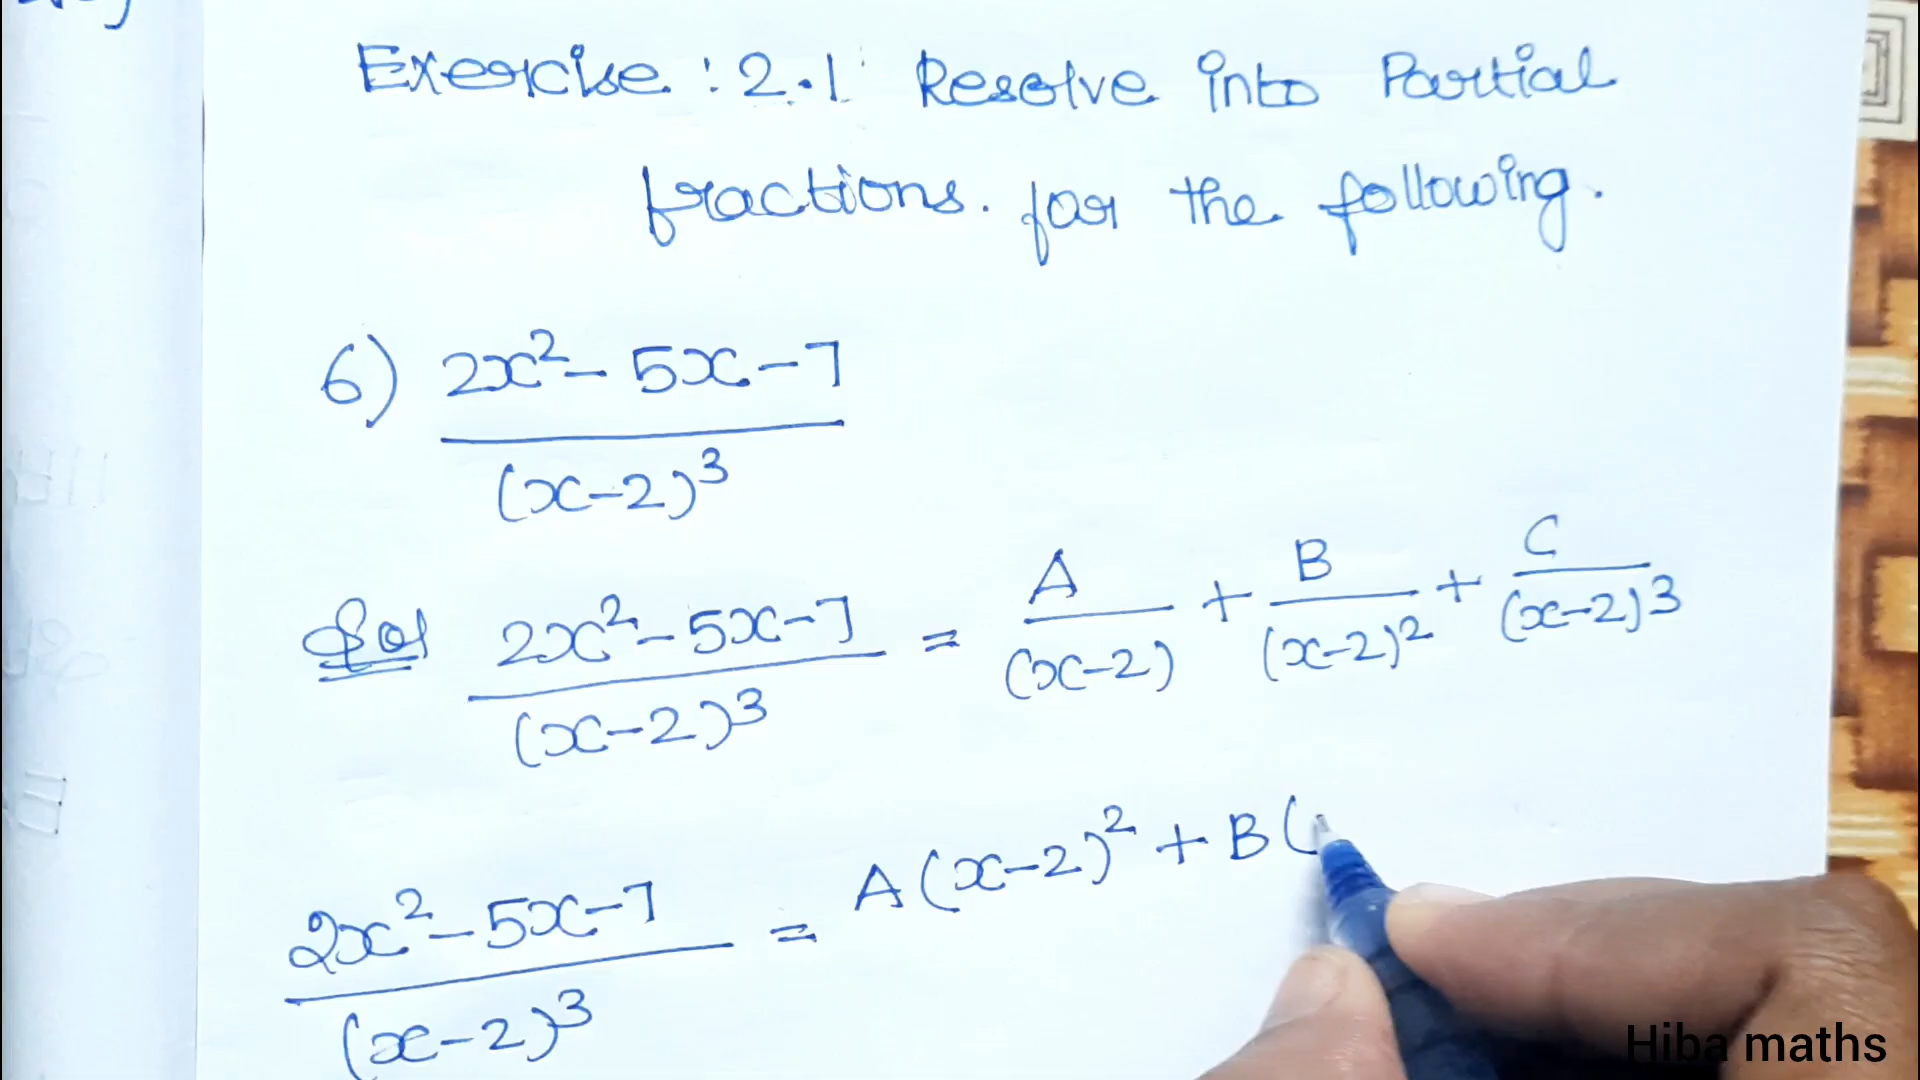 Exercise : 2.1 Resolve into Partial
fractions. for the following.
6) 2x² - 5x - 7
(x-2)³
Sol 2x² - 5x - 7 = A + B + C
(x-2)³ (x-2) (x-2)² (x-2)³
2x² - 5x - 7 = A(x-2)² + B(
(x-2)³
Hiba maths